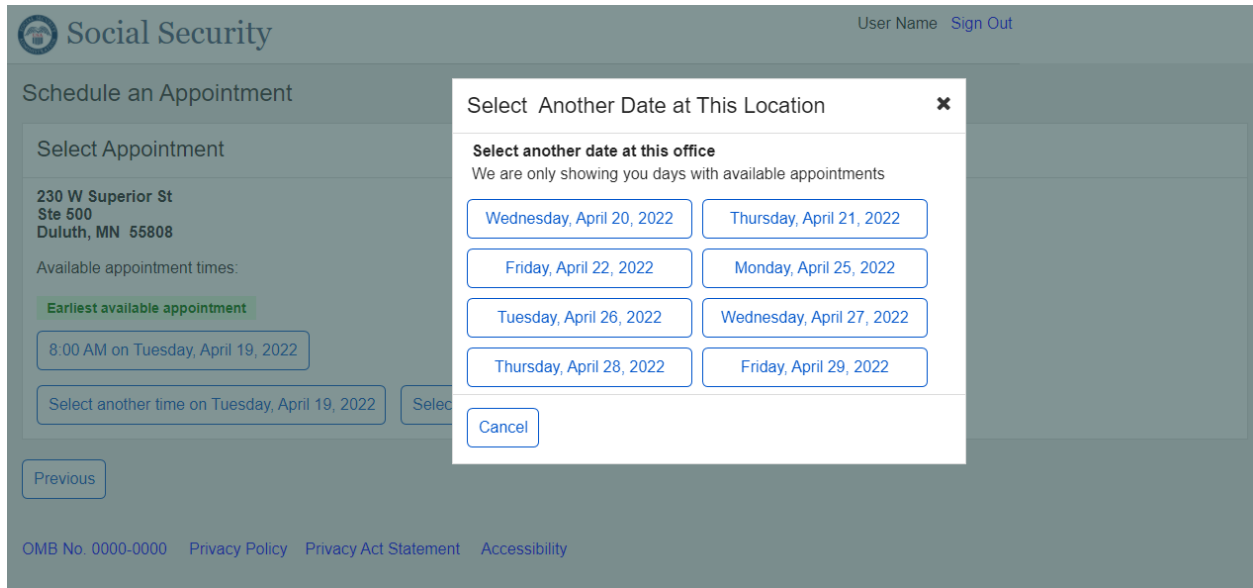 Social Security
User Name Sign Out
Schedule an Appointment
Select Appointment
230 W Superior St
Ste 500
Duluth, MN 55808
Available appointment times:
Earliest available appointment
8:00 AM on Tuesday, April 19, 2022
Select another time on Tuesday, April 19, 2022 Selec
Previous
OMB No. 0000-0000 Privacy Policy Privacy Act Statement Accessibility
Select Another Date at This Location
Select another date at this office
We are only showing you days with available appointments
Wednesday, April 20, 2022 Thursday, April 21, 2022
Friday, April 22, 2022 Monday, April 25, 2022
Tuesday, April 26, 2022 Wednesday, April 27, 2022
Thursday, April 28, 2022 Friday, April 29, 2022
Cancel